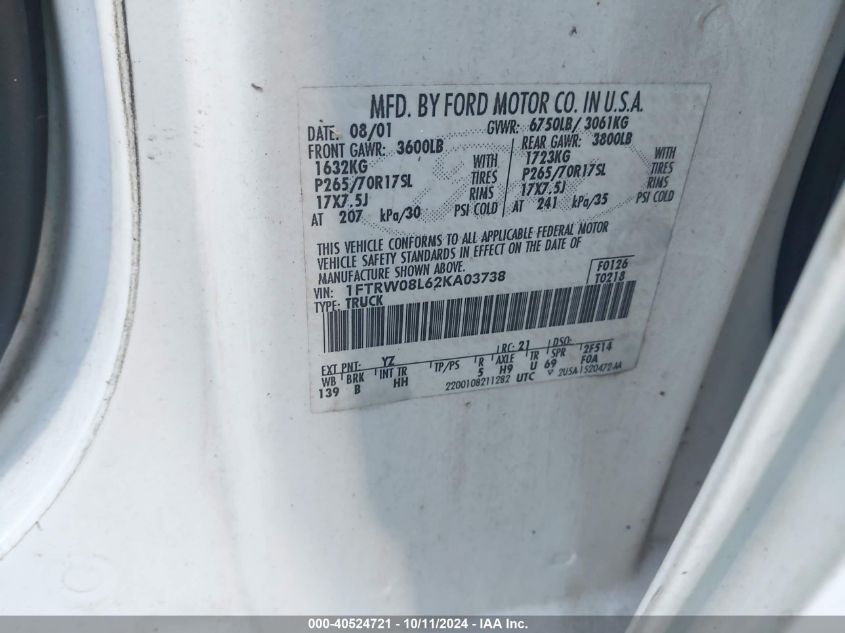 MFD. BY FORD MOTOR CO. IN U.S.A.
DATE: 08/01 GVWR: 6750LB/ 3061KG
FRONT GAWR: 3600LB REAR GAWR: 3800LB
1632KG WITH 1723KG WITH
P265/70R17SL TIRES P265/70R17SL TIRES
17X7.5J RIMS 17X7.5J RIMS
AT 207 kPa/30 PSI COLD AT 241 kPa/35 PSI COLD
THIS VEHICLE CONFORMS TO ALL APPLICABLE FEDERAL MOTOR
VEHICLE SAFETY STANDARDS IN EFFECT ON THE DATE OF
MANUFACTURE SHOWN ABOVE.
VIN: 1FTRW08L62KA03738 F0126
TYPE: TRUCK T0218
EXT PNT: YZ RC: 21 DSO: 2F514
WB BRK INT TR TP/PS R AXLE TR SPR F0A
139 B HH 5 H9 U 69
2200108211282 UTC 2USA1520472AA
000-40524721 - 10/11/2024 - IAA Inc.